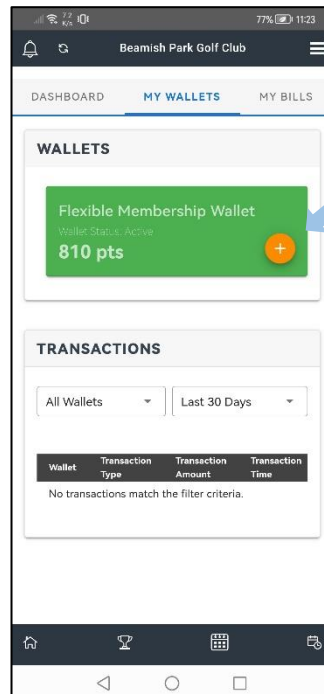 7.2 K/s 77% 11:23
Beamish Park Golf Club
DASHBOARD MY WALLETS MY BILLS
WALLETS
Flexible Membership Wallet
Wallet Status: Active
810 pts
+
TRANSACTIONS
All Wallets Last 30 Days
Wallet Transaction Type Transaction Amount Transaction Time
No transactions match the filter criteria.